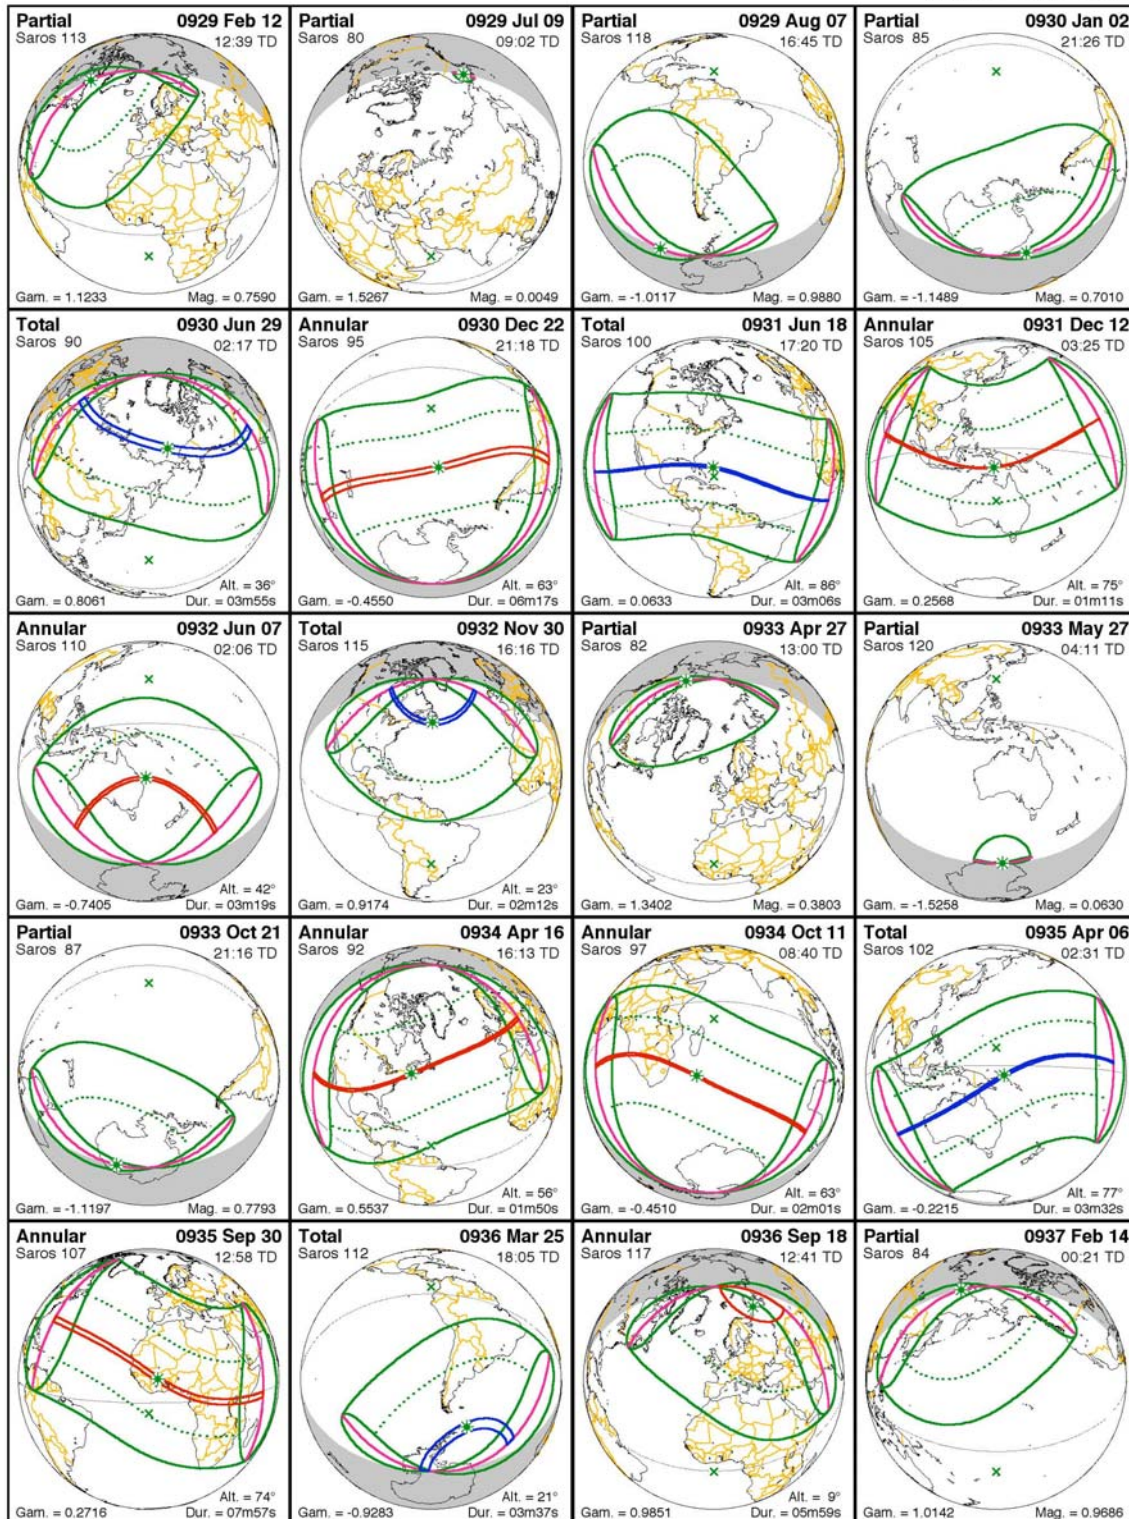 Partial 0929 Feb 12
Saros 113 12:39 TD
Gam. = 1.1233 Mag. = 0.7590
Partial 0929 Jul 09
Saros 80 09:02 TD
Gam. = 1.5267 Mag. = 0.0049
Partial 0929 Aug 07
Saros 118 16:45 TD
Gam. = -1.0117 Mag. = 0.9880
Partial 0930 Jan 02
Saros 85 21:26 TD
Gam. = -1.1489 Mag. = 0.7010
Total 0930 Jun 29
Saros 90 02:17 TD
Alt. = 36°
Gam. = 0.8061 Dur. = 03m55s
Annular 0930 Dec 22
Saros 95 21:18 TD
Alt. = 63°
Gam. = -0.4550 Dur. = 06m17s
Total 0931 Jun 18
Saros 100 17:20 TD
Alt. = 86°
Gam. = 0.0633 Dur. = 03m06s
Annular 0931 Dec 12
Saros 105 03:25 TD
Alt. = 75°
Gam. = 0.2568 Dur. = 01m11s
Annular 0932 Jun 07
Saros 110 02:06 TD
Alt. = 42°
Gam. = -0.7405 Dur. = 03m19s
Total 0932 Nov 30
Saros 115 16:16 TD
Alt. = 23°
Gam. = 0.9174 Dur. = 02m12s
Partial 0933 Apr 27
Saros 82 13:00 TD
Gam. = 1.3402 Mag. = 0.3803
Partial 0933 May 27
Saros 120 04:11 TD
Gam. = -1.5258 Mag. = 0.0630
Partial 0933 Oct 21
Saros 87 21:16 TD
Gam. = -1.1197 Mag. = 0.7793
Annular 0934 Apr 16
Saros 92 16:13 TD
Alt. = 56°
Gam. = 0.5537 Dur. = 01m50s
Annular 0934 Oct 11
Saros 97 08:40 TD
Alt. = 63°
Gam. = -0.4510 Dur. = 02m01s
Total 0935 Apr 06
Saros 102 02:31 TD
Alt. = 77°
Gam. = -0.2215 Dur. = 03m32s
Annular 0935 Sep 30
Saros 107 12:58 TD
Alt. = 74°
Gam. = 0.2716 Dur. = 07m57s
Total 0936 Mar 25
Saros 112 18:05 TD
Alt. = 21°
Gam. = -0.9283 Dur. = 03m37s
Annular 0936 Sep 18
Saros 117 12:41 TD
Alt. = 9°
Gam. = 0.9851 Dur. = 05m59s
Partial 0937 Feb 14
Saros 84 00:21 TD
Gam. = 1.0142 Mag. = 0.9686